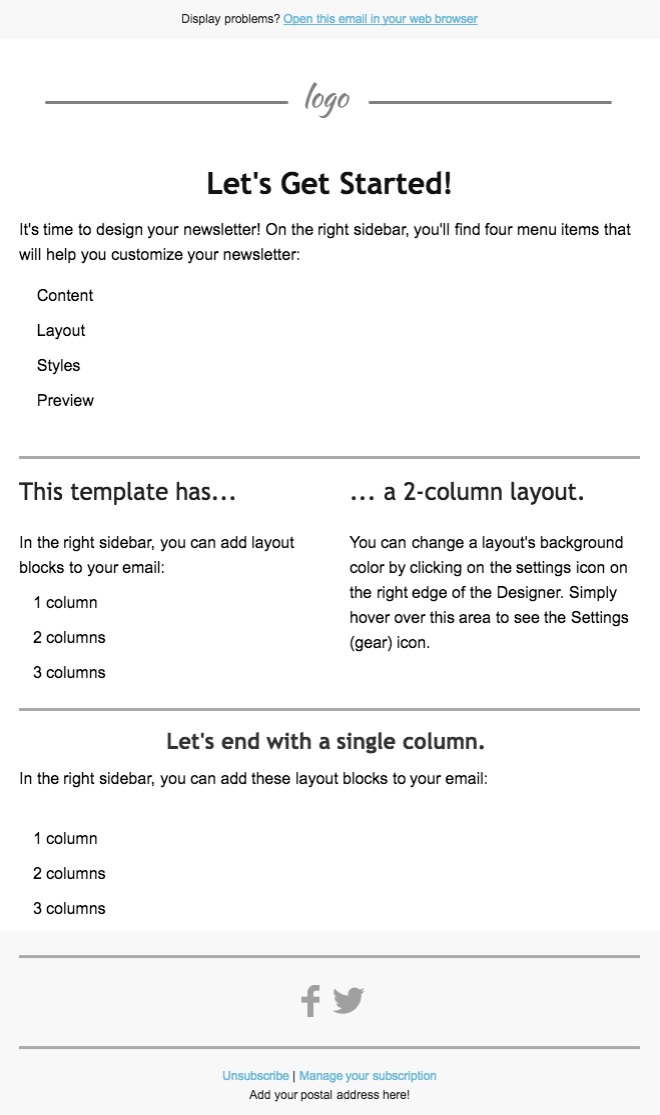 Display problems? Open this email in your web browser
logo
Let's Get Started!
It's time to design your newsletter! On the right sidebar, you'll find four menu items that
will help you customize your newsletter:
Content
Layout
Styles
Preview
This template has...
In the right sidebar, you can add layout
blocks to your email:
1 column
2 columns
3 columns
... a 2-column layout.
You can change a layout's background
color by clicking on the settings icon on
the right edge of the Designer. Simply
hover over this area to see the Settings
(gear) icon.
Let's end with a single column.
In the right sidebar, you can add these layout blocks to your email:
1 column
2 columns
3 columns
Unsubscribe | Manage your subscription
Add your postal address here!